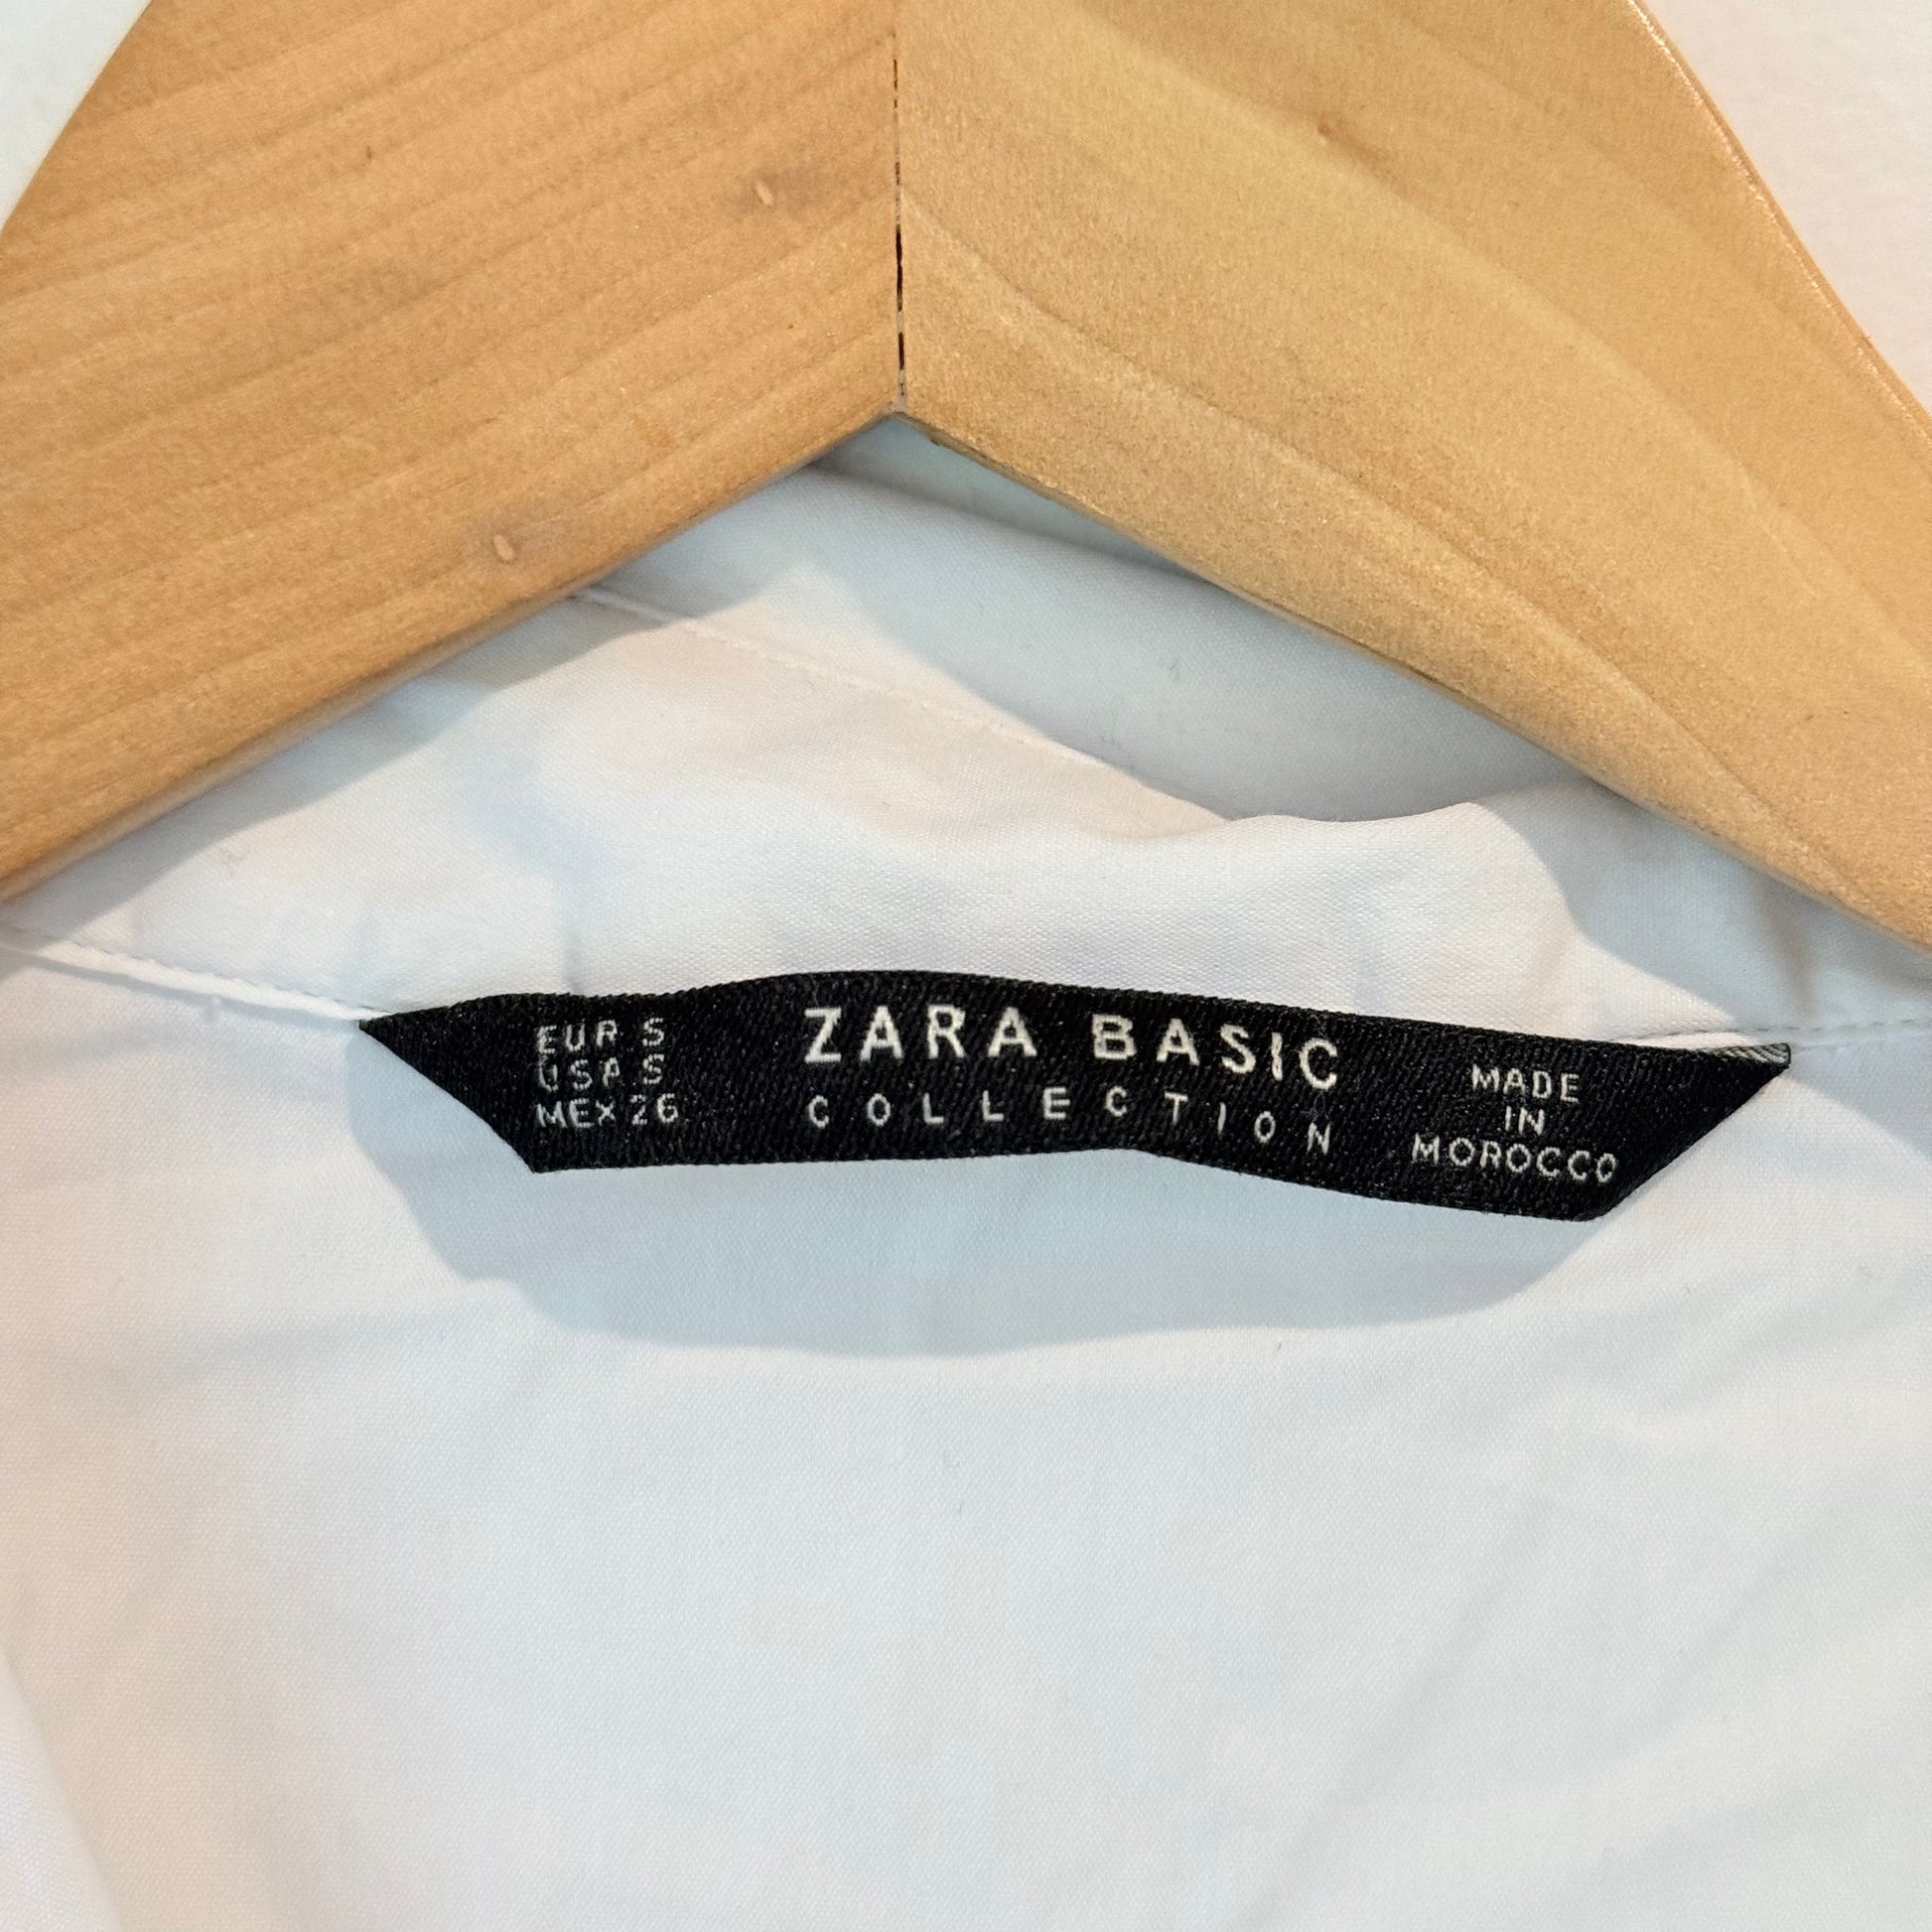 EUR S
USA S
MEX 26
ZARA BASIC
COLLECTION
MADE
IN
MOROCCO